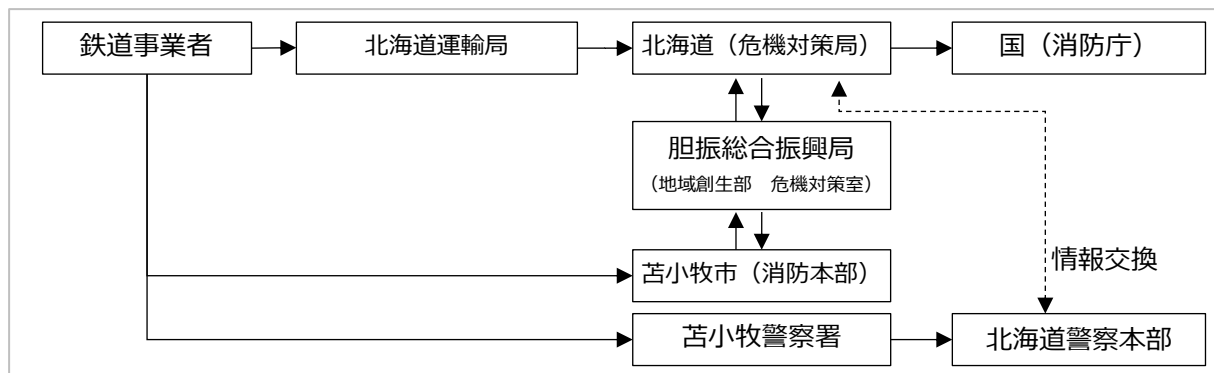 鉄道事業者
北海道運輸局
北海道（危機対策局）
国（消防庁）
胆振総合振興局
（地域創生部　危機対策室）
苫小牧市（消防本部）
情報交換
苫小牧警察署
北海道警察本部